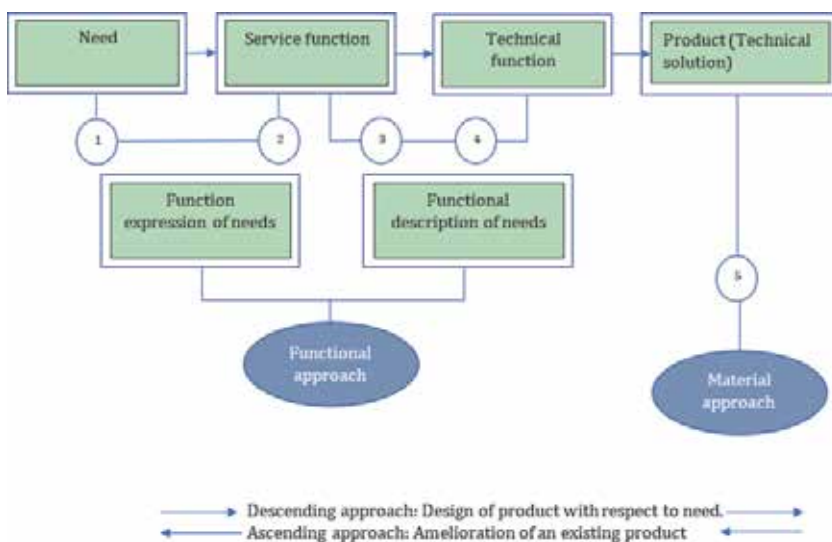 Need
Service function
Technical
function
Product (Technical
solution)
1
2
3
4
Function
expression of needs
Functional
description of needs
5
Functional
approach
Material
approach
Descending approach: Design of product with respect to need.
Ascending approach: Amelioration of an existing product